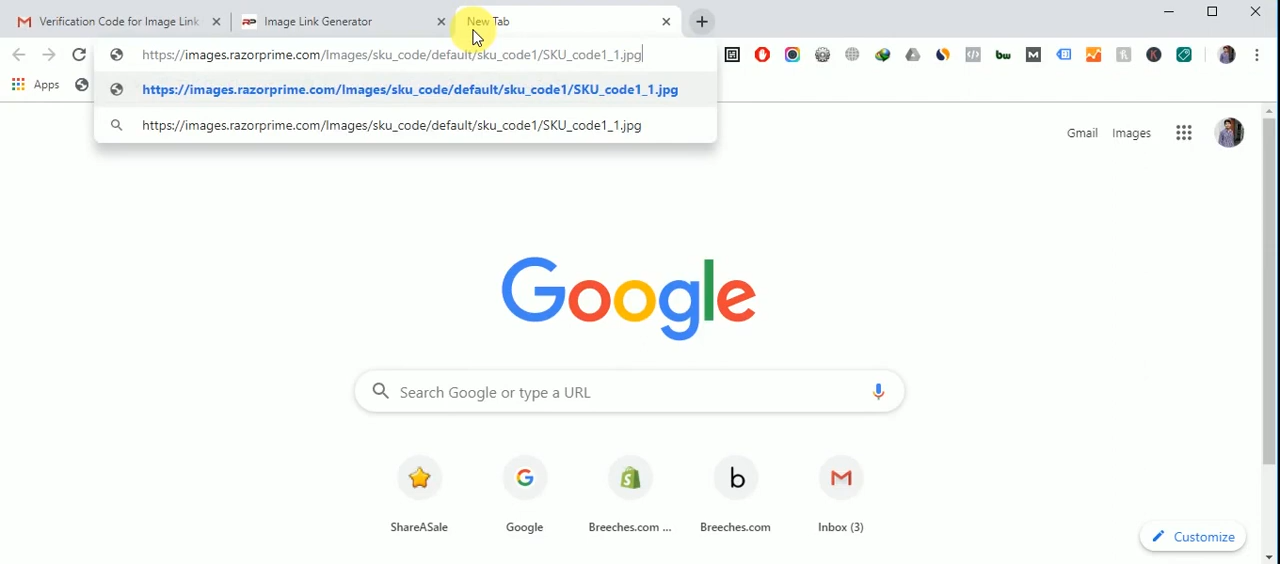 Verification Code for Image Link
Image Link Generator
New Tab
https://images.razorprime.com/Images/sku_code/default/sku_code1/SKU_code1_1.jpg
Apps
https://images.razorprime.com/Images/sku_code/default/sku_code1/SKU_code1_1.jpg
https://images.razorprime.com/Images/sku_code/default/sku_code1/SKU_code1_1.jpg
Gmail Images
Google
Search Google or type a URL
ShareASale
Google
Breeches.com ...
Breeches.com
Inbox (3)
Customize